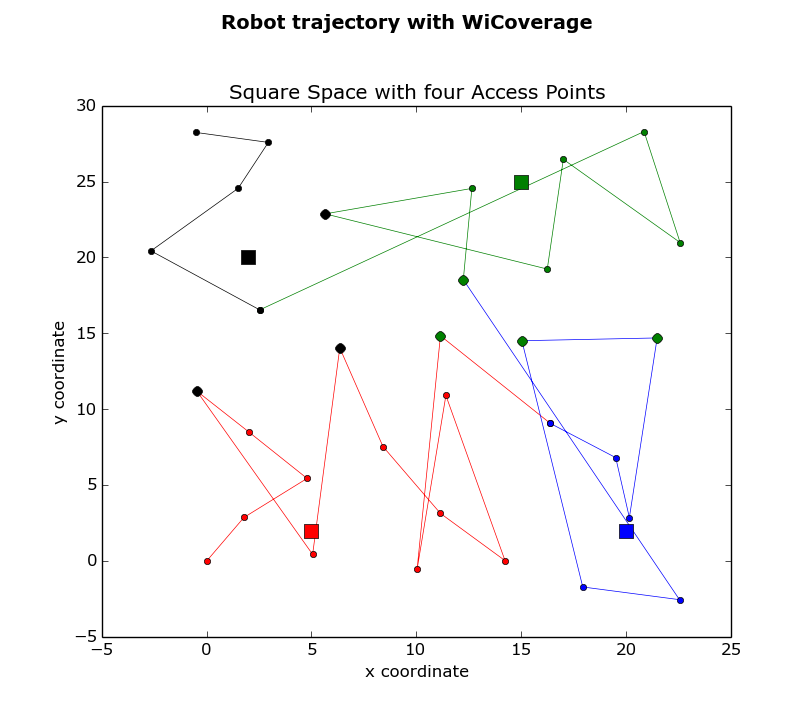 Robot trajectory with WiCoverage
Square Space with four Access Points
30
25
20
15
10
5
0
−5
y coordinate
−5 0 5 10 15 20 25
x coordinate